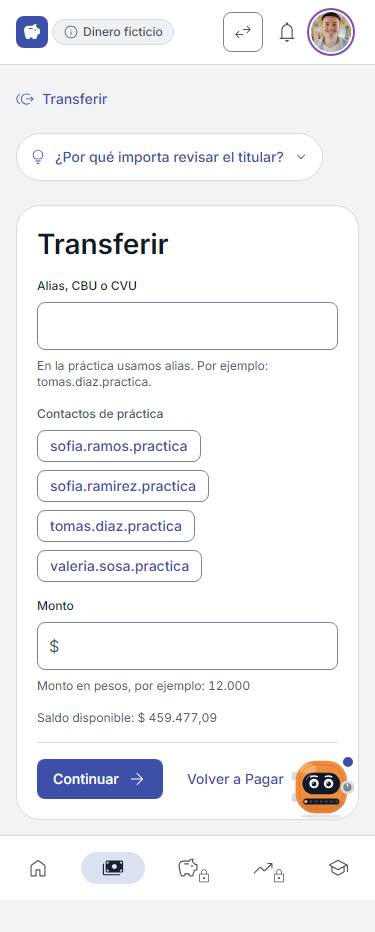 Dinero ficticio
Transferir
¿Por qué importa revisar el titular?
Transferir
Alias, CBU o CVU
En la práctica usamos alias. Por ejemplo:
tomas.diaz.practica.
Contactos de práctica
sofia.ramos.practica
sofia.ramirez.practica
tomas.diaz.practica
valeria.sosa.practica
Monto
$
Monto en pesos, por ejemplo: 12.000
Saldo disponible: $ 459.477,09
Continuar
Volver a Pagar